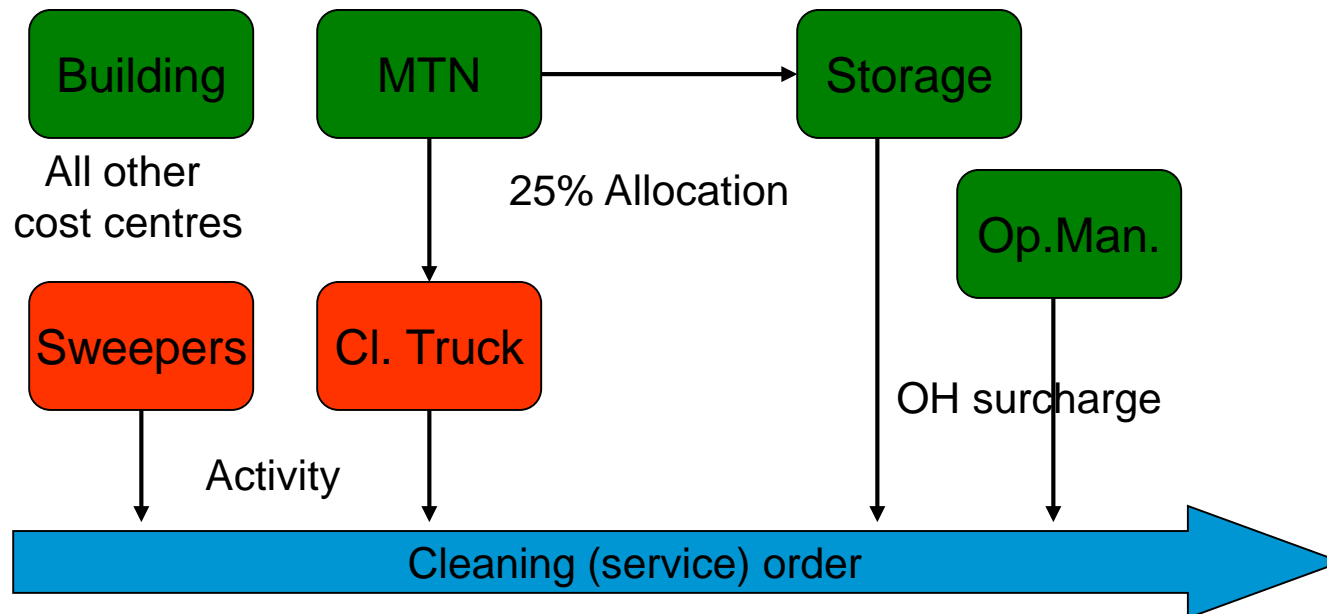 Building
MTN
Storage
All other
cost centres
25% Allocation
Op.Man.
Sweepers
Cl. Truck
OH surcharge
Activity
Cleaning (service) order